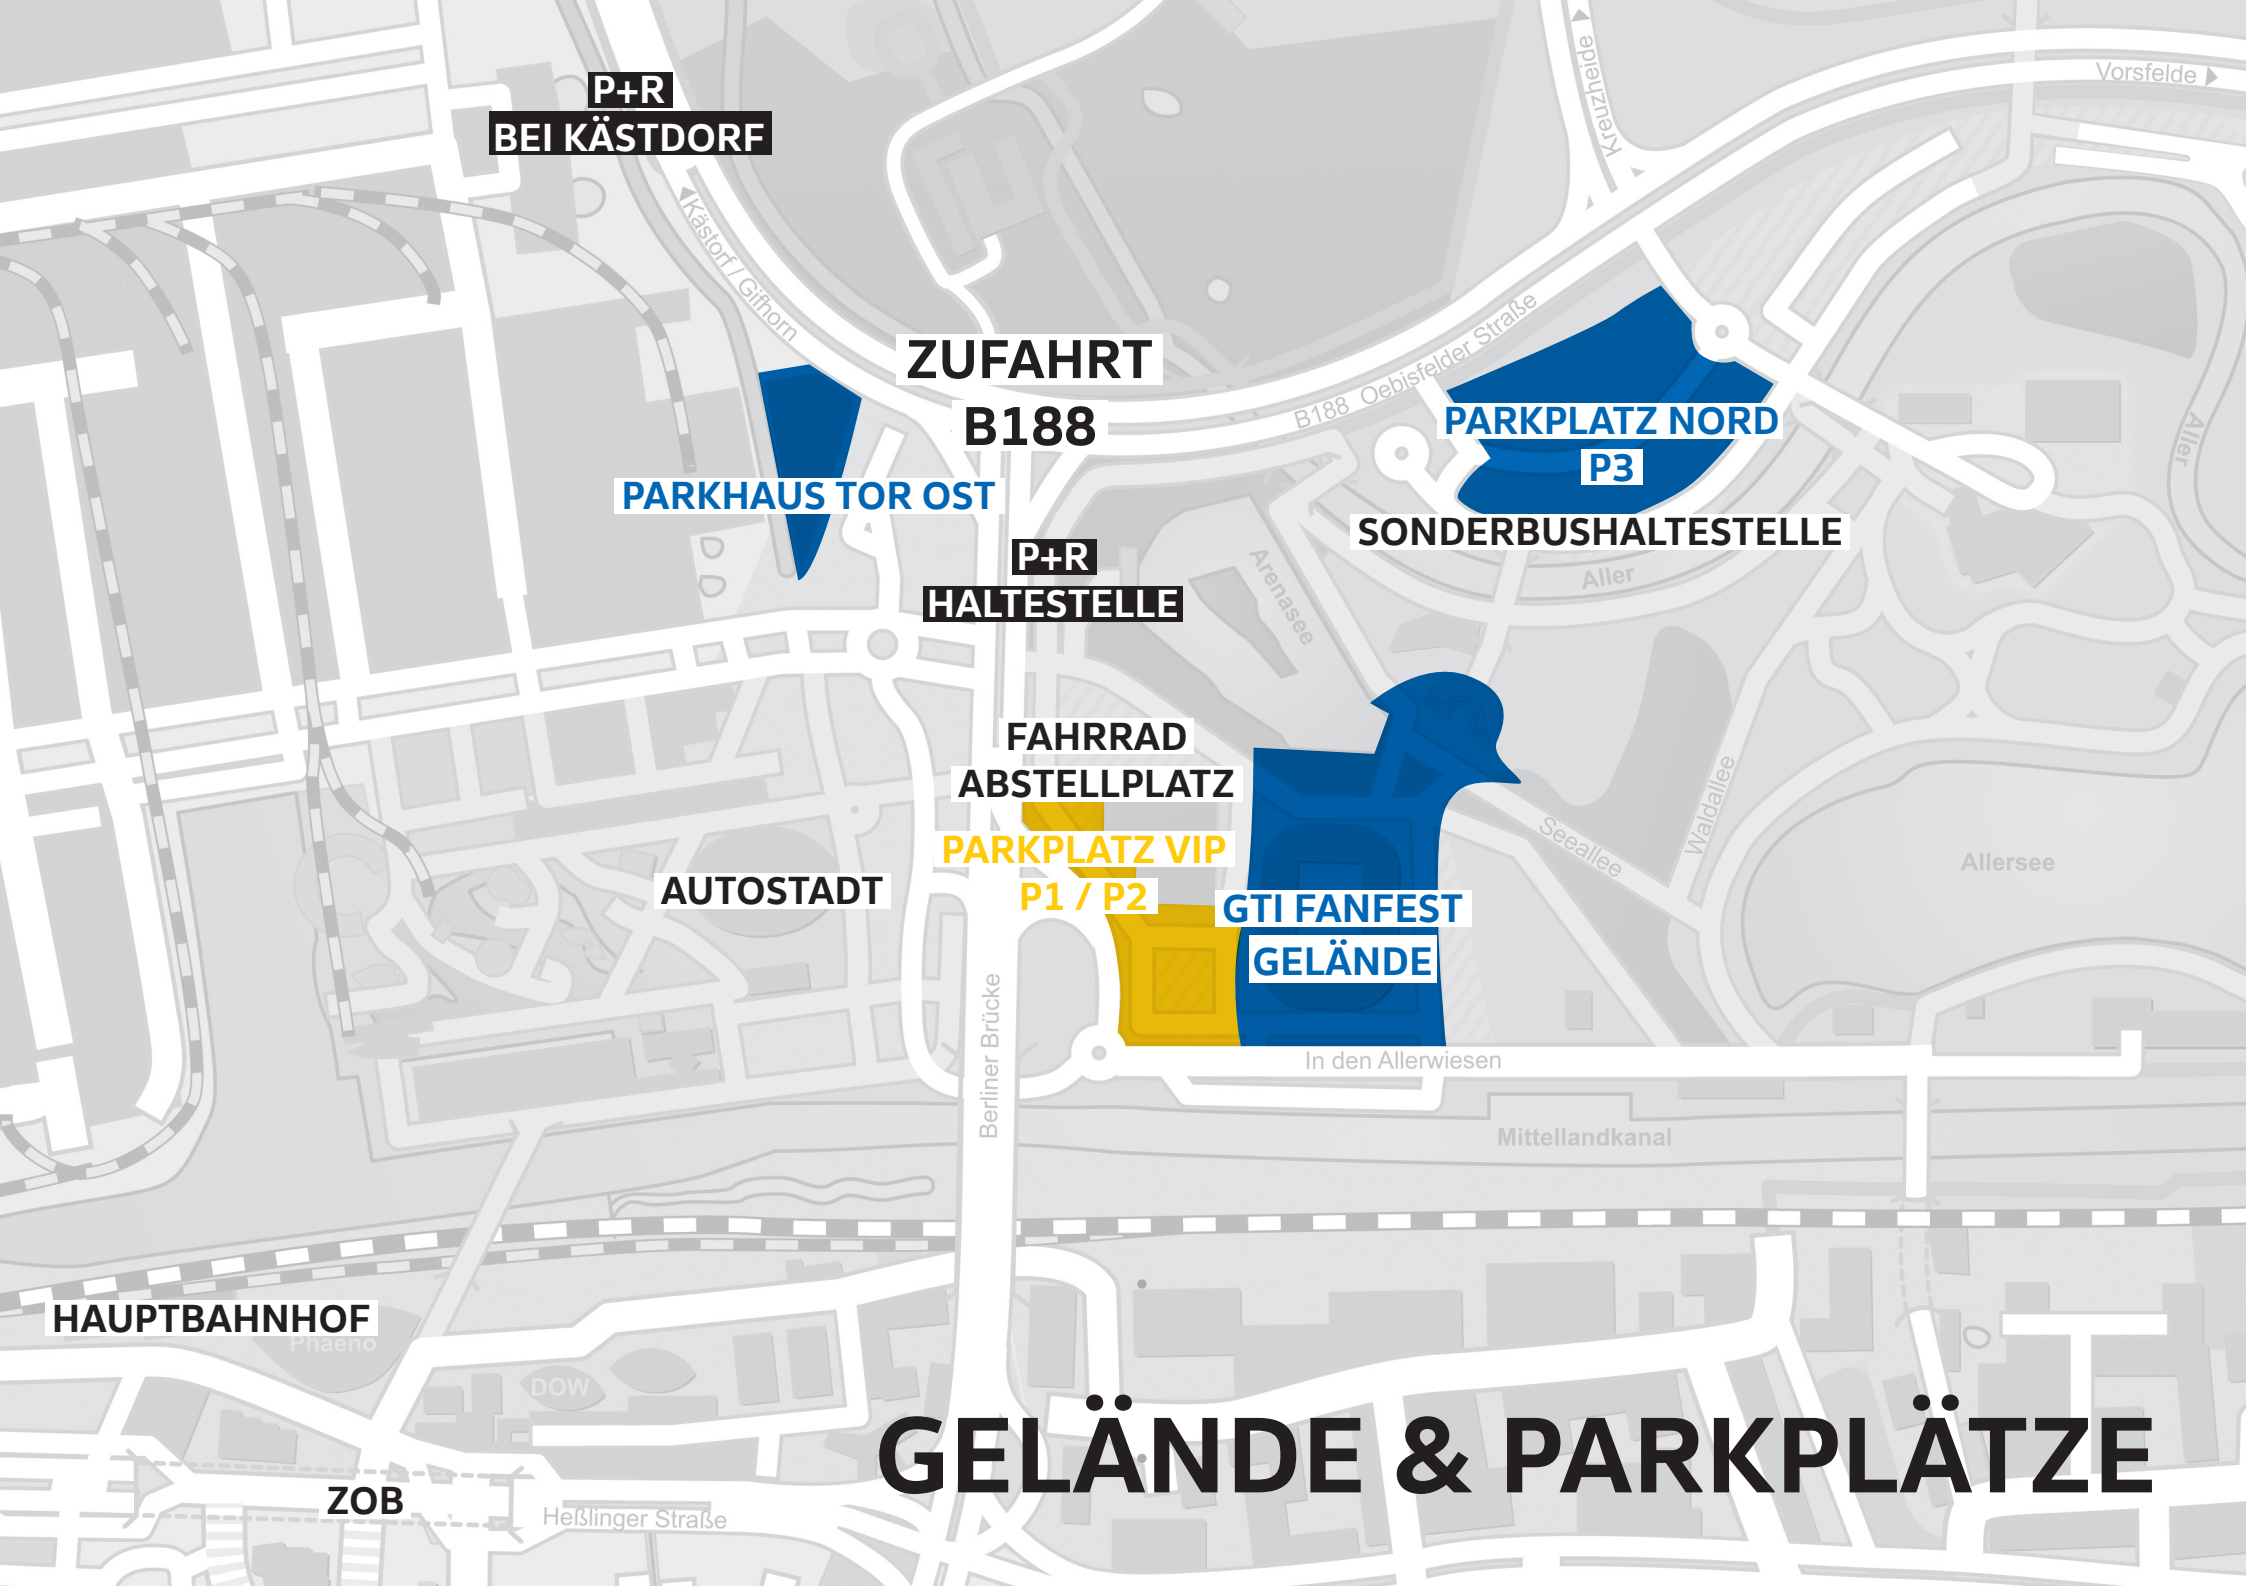 P+R
BEI KÄSTDORF
Kreuzheide
Vorsfelde
Kästorf / Gifhorn
ZUFAHRT
B188
B188 Oebisfelder Straße
PARKPLATZ NORD
P3
Aller
PARKHAUS TOR OST
SONDERBUSHALTESTELLE
P+R
HALTESTELLE
Arenasee
Aller
FAHRRAD
ABSTELLPLATZ
PARKPLATZ VIP
P1 / P2
AUTOSTADT
GTI FANFEST
GELÄNDE
Seeallee
Waldallee
Allersee
Berliner Brücke
In den Allerwiesen
Mittellandkanal
HAUPTBAHNHOF
Phaeno
DOW
GELÄNDE & PARKPLÄTZE
ZOB
Heßlinger Straße